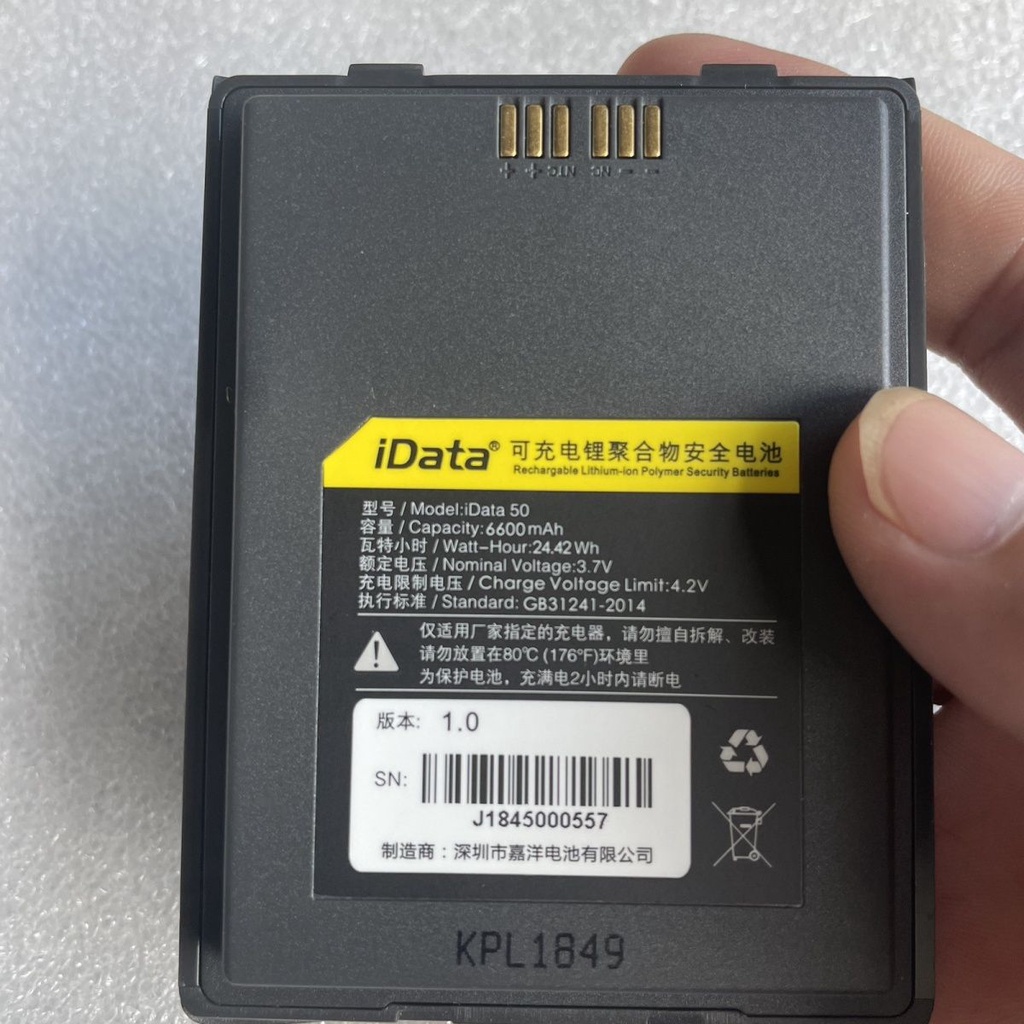 + + NTC NC - -
iData® 可充电锂聚合物安全电池
Rechargable Lithium-ion Polymer Security Batteries
型号 / Model:iData 50
容量 / Capacity:6600mAh
瓦特小时 / Watt-Hour:24.42Wh
额定电压 / Nominal Voltage:3.7V
充电限制电压 / Charge Voltage Limit:4.2V
执行标准 / Standard: GB31241-2014
仅适用厂家指定的充电器，请勿擅自拆解、改装
请勿放置在80℃ (176°F)环境里
为保护电池，充满电2小时内请断电
版本: 1.0
SN:
J1845000557
制造商：深圳市嘉洋电池有限公司
KPL1849